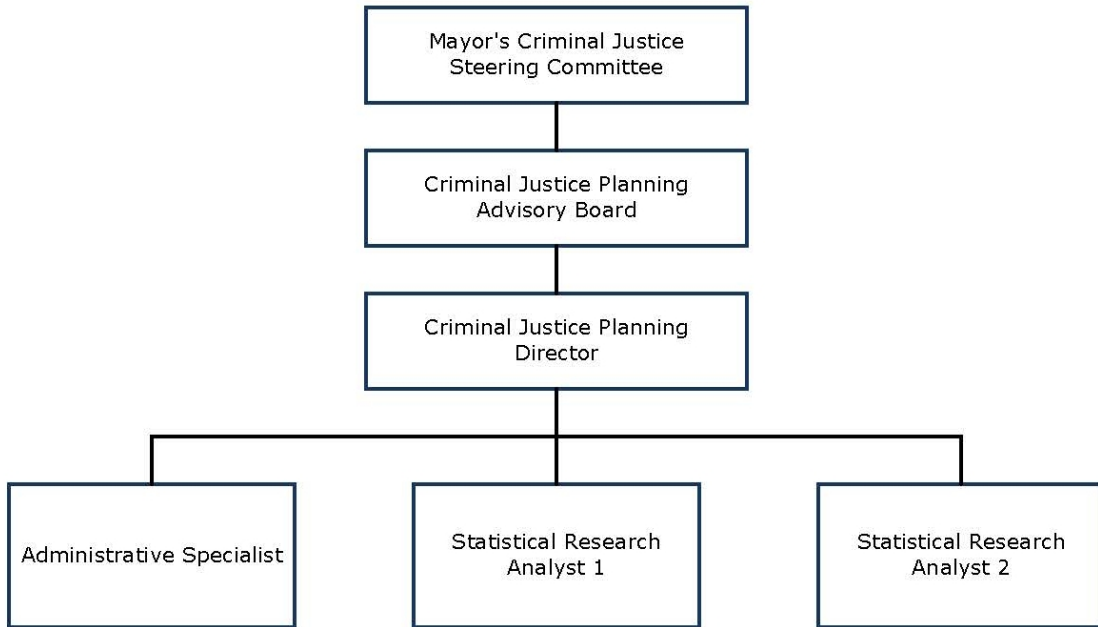 Mayor's Criminal Justice
Steering Committee
Criminal Justice Planning
Advisory Board
Criminal Justice Planning
Director
Administrative Specialist
Statistical Research
Analyst 1
Statistical Research
Analyst 2